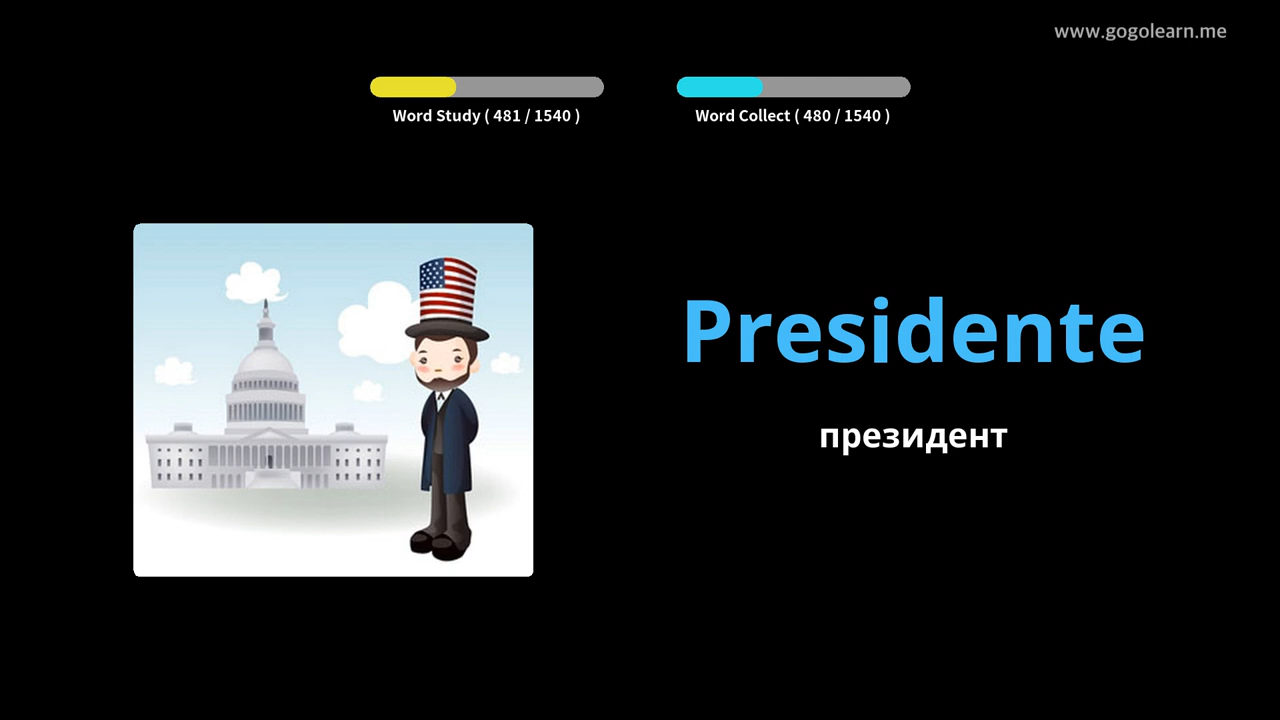 www.gogolearn.me
Word Study ( 481 / 1540 )
Word Collect ( 480 / 1540 )
Presidente
президент